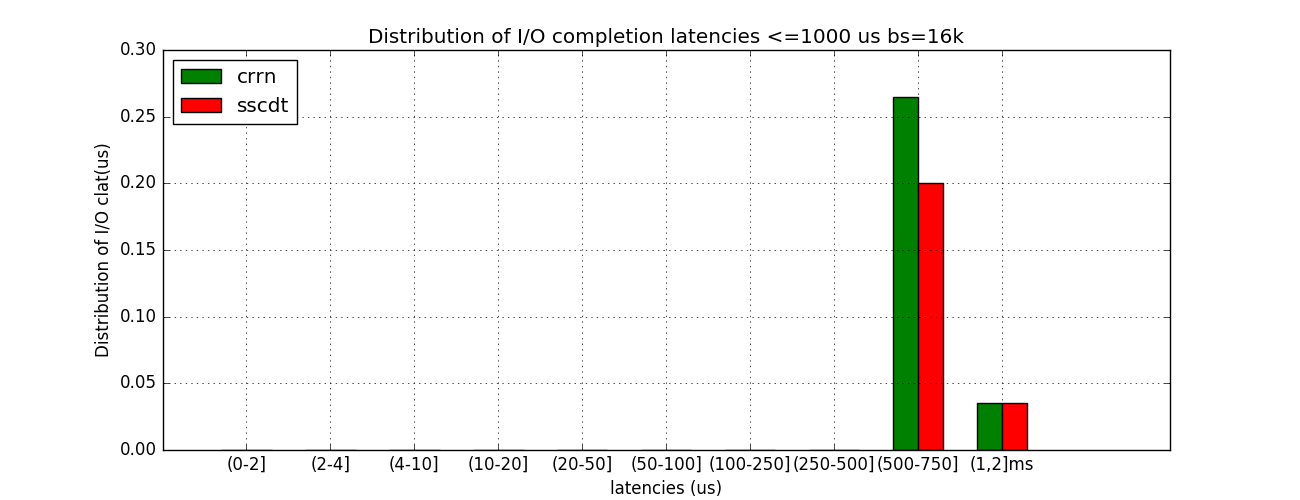 Distribution of I/O completion latencies <=1000 us bs=16k
0.30
0.25
0.20
0.15
0.10
0.05
0.00
Distribution of I/O clat(us)
crrn
sscdt
(0-2] (2-4] (4-10] (10-20] (20-50] (50-100] (100-250] (250-500] (500-750] (1,2]ms
latencies (us)